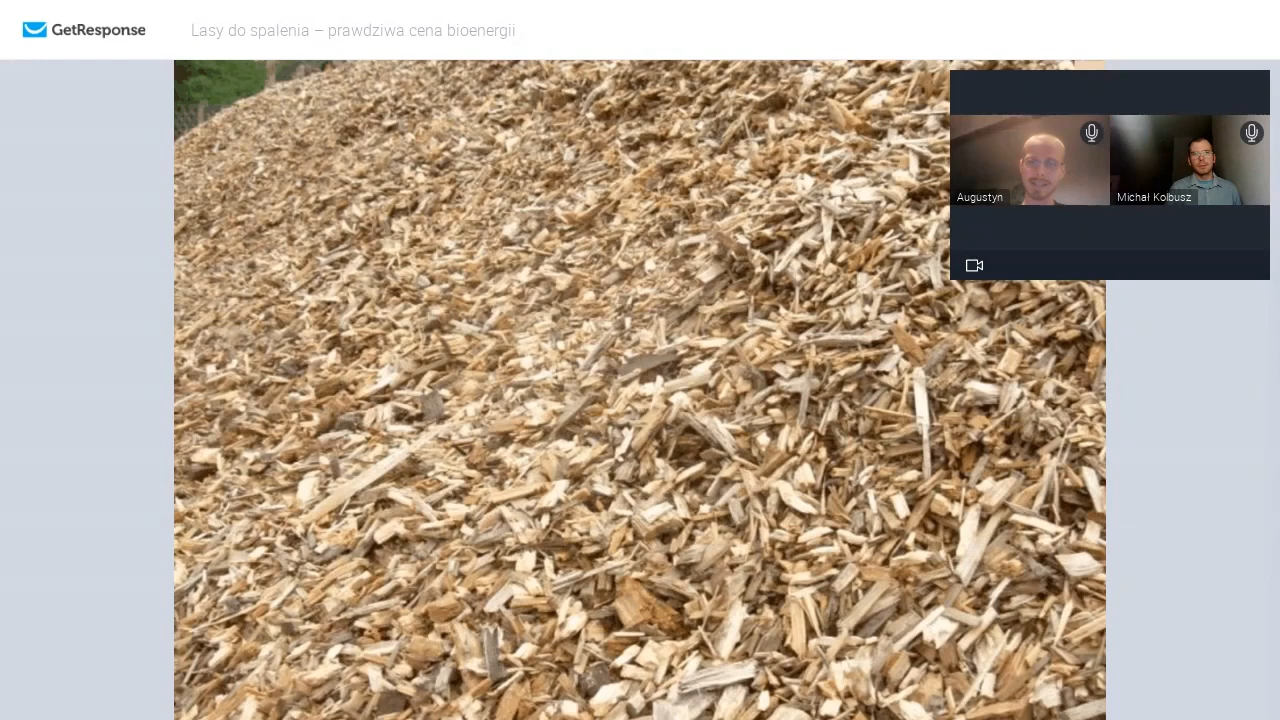 GetResponse
Lasy do spalenia – prawdziwa cena bioenergii
Augustyn
Michał Kolbusz